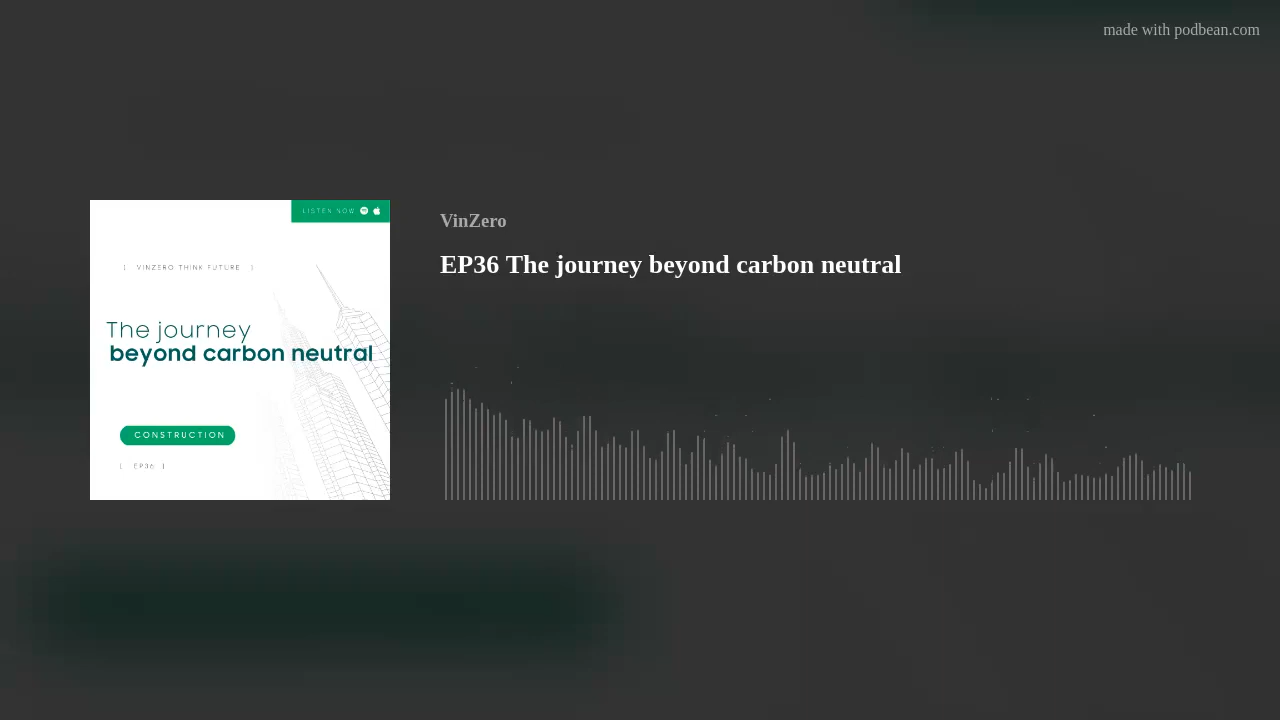 made with podbean.com
LISTEN NOW
[ VINZERO THINK FUTURE ]
The journey
beyond carbon neutral
CONSTRUCTION
[ EP36 ]
VinZero
EP36 The journey beyond carbon neutral